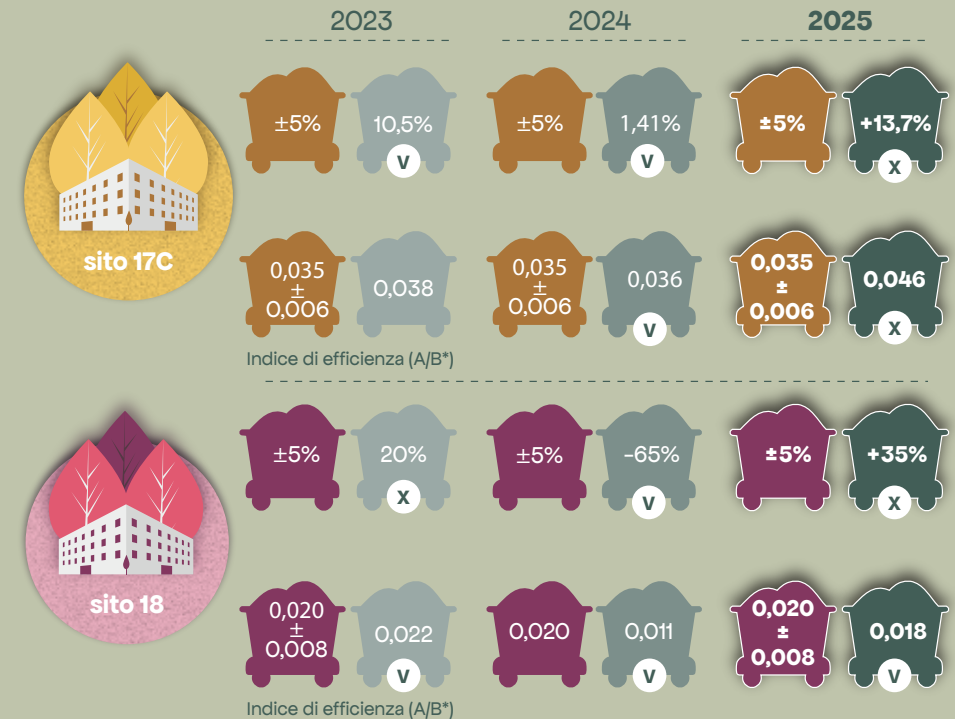 2023 2024 2025
±5% 10,5% ±5% 1,41% ±5% +13,7%
V V X
sito 17C
0,035 0,035 0,035
± 0,038 ± 0,036 ± 0,046
0,006 0,006 0,006
V X
Indice di efficienza (A/B*)
±5% 20% ±5% -65% ±5% +35%
X V X
sito 18
0,020 0,020
± 0,022 0,020 0,011 ± 0,018
0,008 0,008
V V V
Indice di efficienza (A/B*)